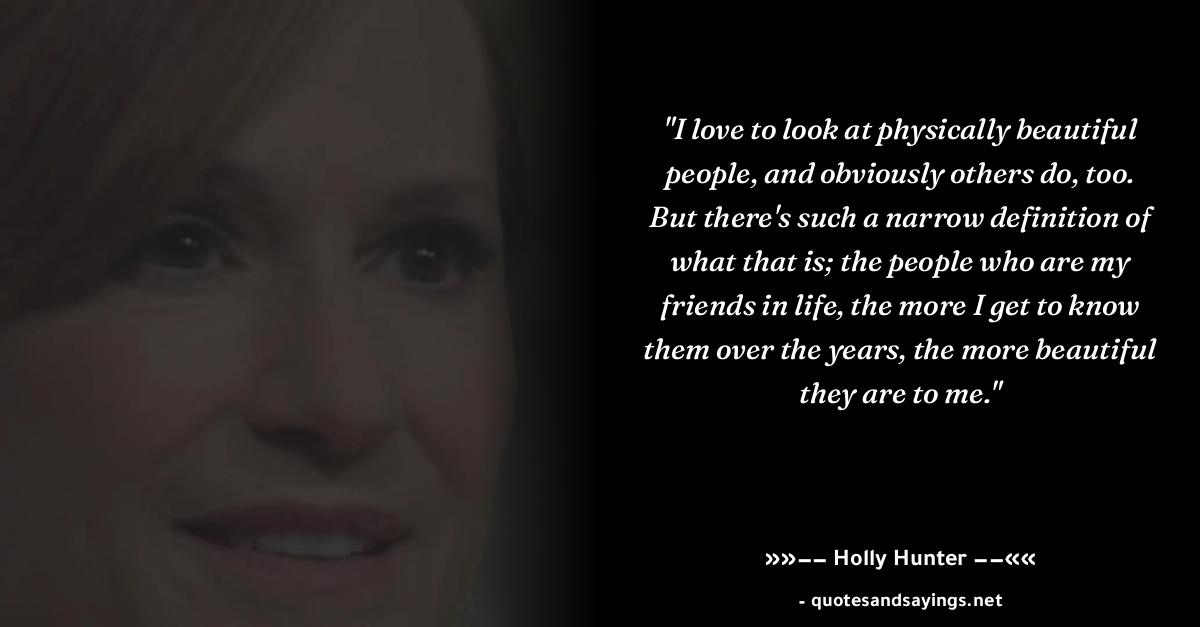 "I love to look at physically beautiful
people, and obviously others do, too.
But there's such a narrow definition of
what that is; the people who are my
friends in life, the more I get to know
them over the years, the more beautiful
they are to me."
»»−− Holly Hunter −−««
- quotesandsayings.net